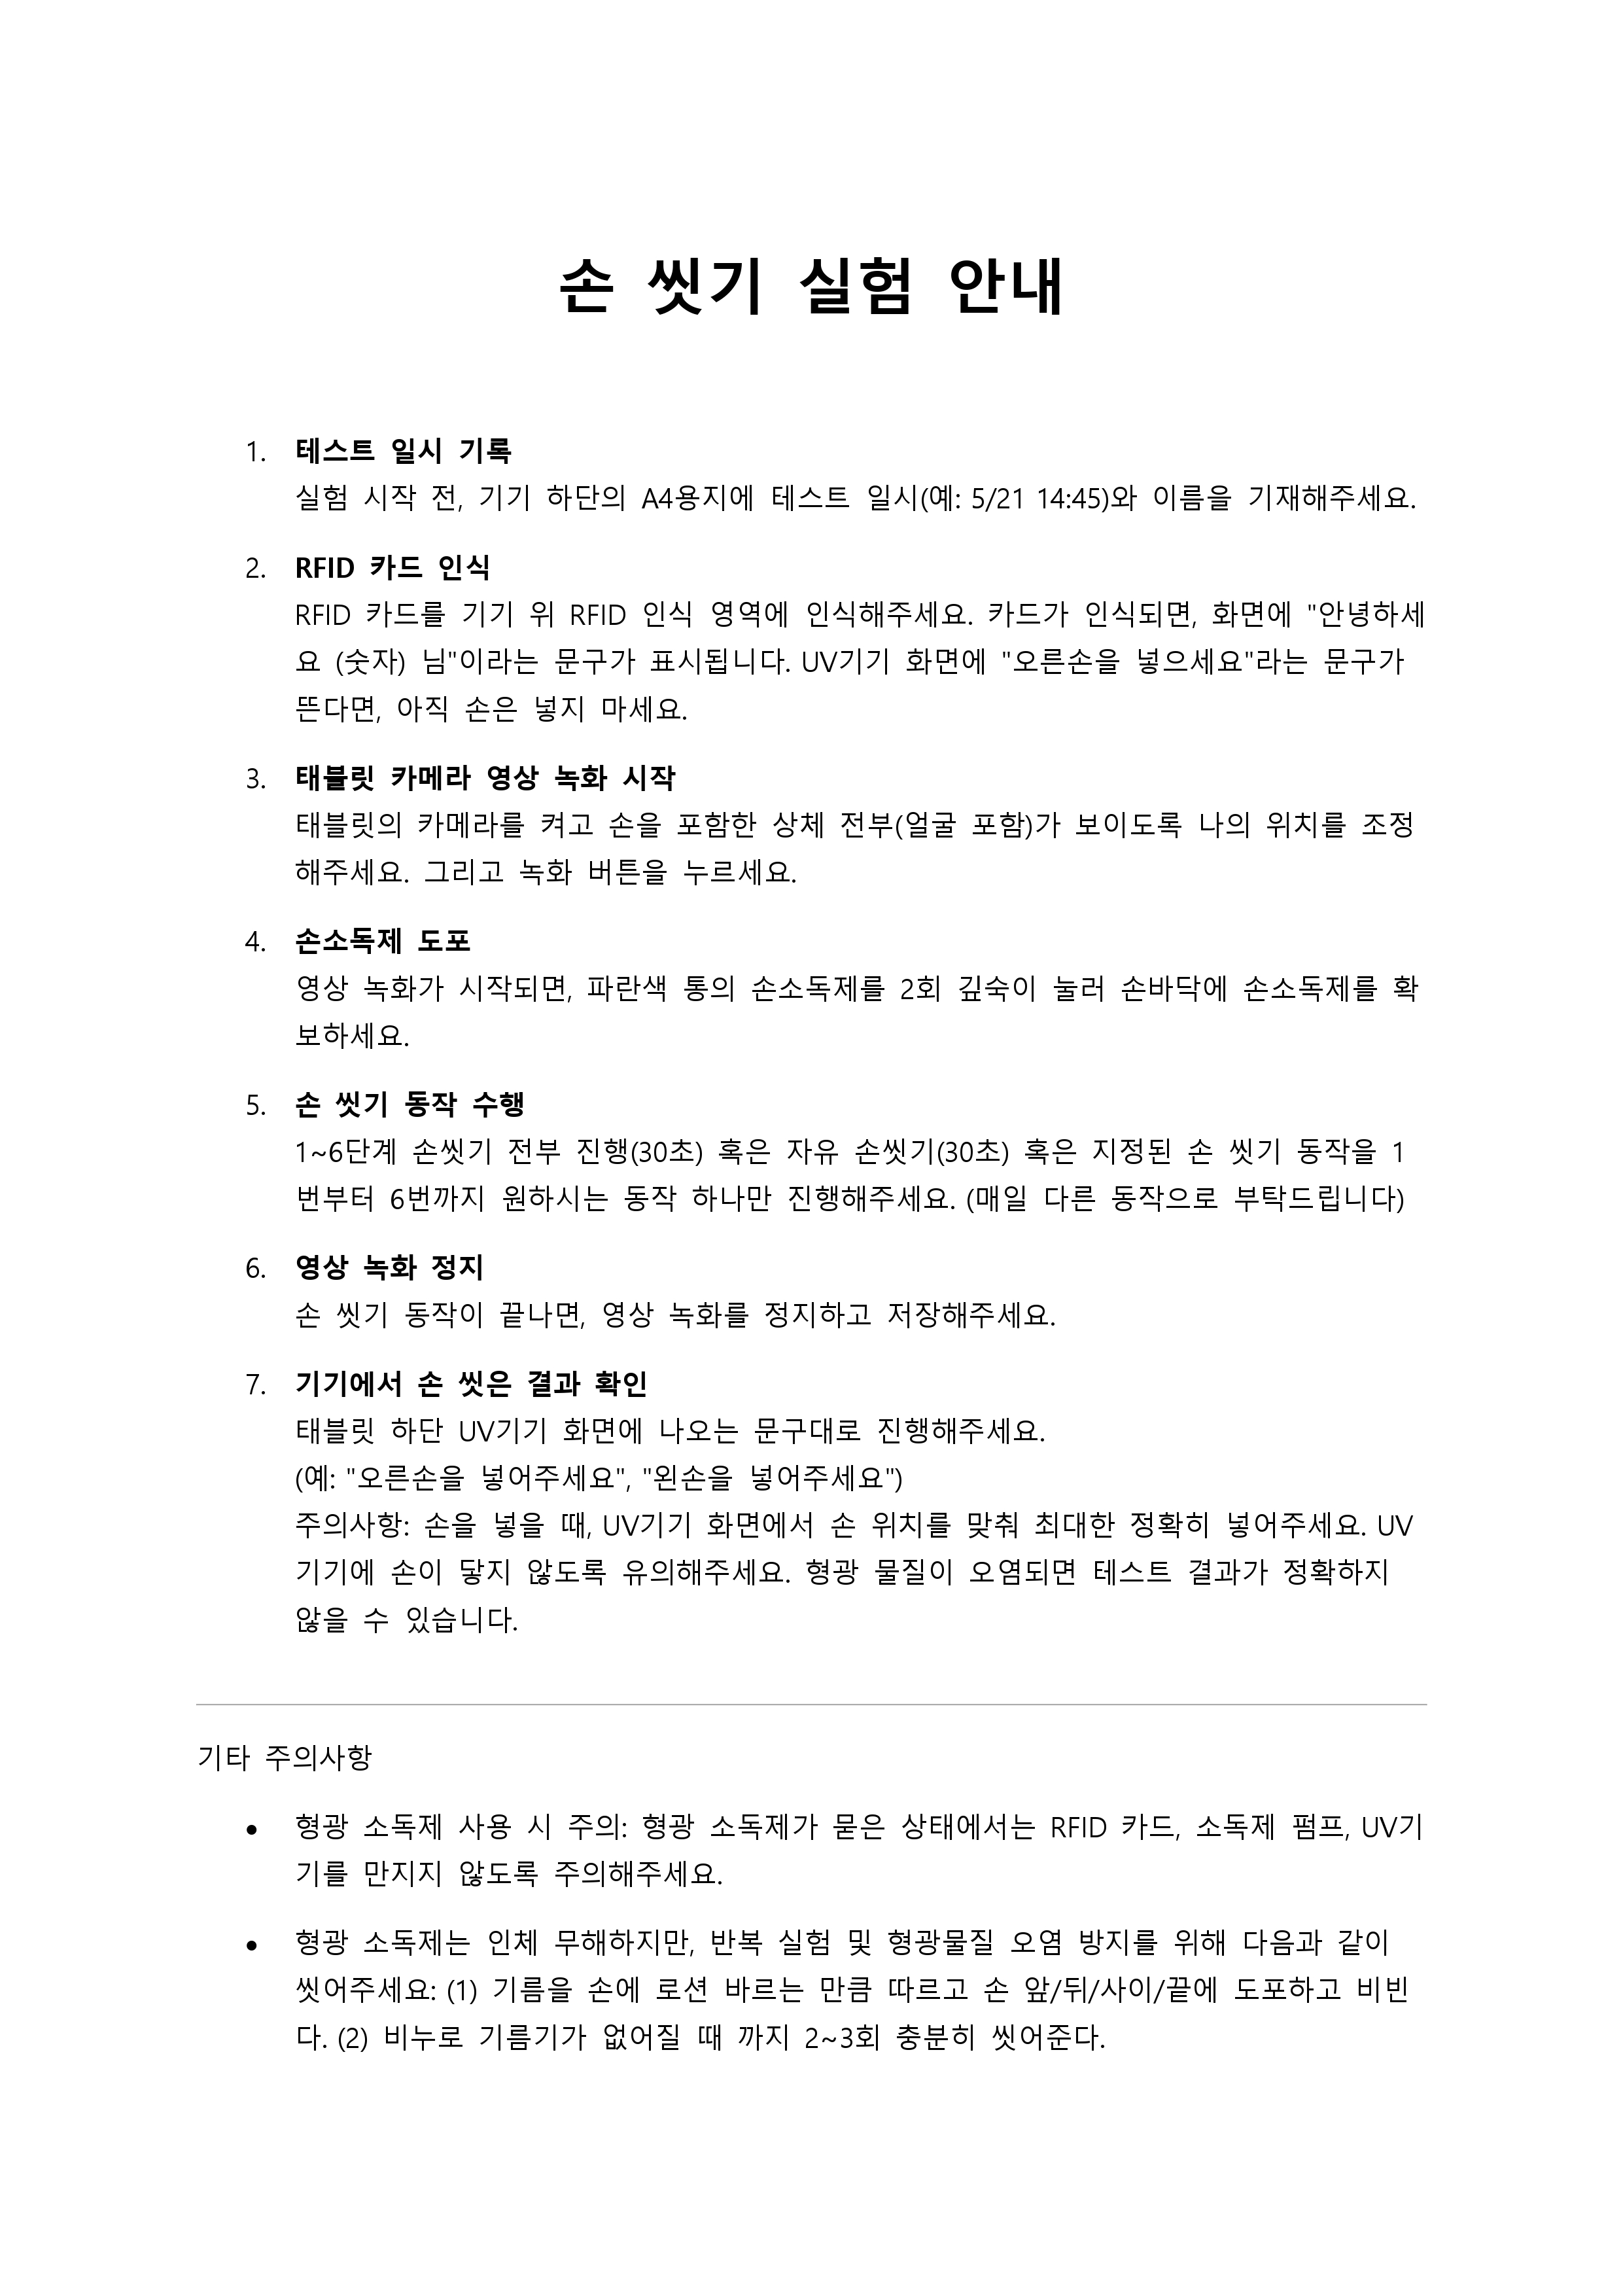 손 씻기 실험 안내
1. 테스트 일시 기록
실험 시작 전, 기기 하단의 A4용지에 테스트 일시(예: 5/21 14:45)와 이름을 기재해주세요.
2. RFID 카드 인식
RFID 카드를 기기 위 RFID 인식 영역에 인식해주세요. 카드가 인식되면, 화면에 "안녕하세
요 (숫자) 님"이라는 문구가 표시됩니다. UV기기 화면에 "오른손을 넣으세요"라는 문구가
뜬다면, 아직 손은 넣지 마세요.
3. 태블릿 카메라 영상 녹화 시작
태블릿의 카메라를 켜고 손을 포함한 상체 전부(얼굴 포함)가 보이도록 나의 위치를 조정
해주세요. 그리고 녹화 버튼을 누르세요.
4. 손소독제 도포
영상 녹화가 시작되면, 파란색 통의 손소독제를 2회 깊숙이 눌러 손바닥에 손소독제를 확
보하세요.
5. 손 씻기 동작 수행
1~6단계 손씻기 전부 진행(30초) 혹은 자유 손씻기(30초) 혹은 지정된 손 씻기 동작을 1
번부터 6번까지 원하시는 동작 하나만 진행해주세요. (매일 다른 동작으로 부탁드립니다)
6. 영상 녹화 정지
손 씻기 동작이 끝나면, 영상 녹화를 정지하고 저장해주세요.
7. 기기에서 손 씻은 결과 확인
태블릿 하단 UV기기 화면에 나오는 문구대로 진행해주세요.
(예: "오른손을 넣어주세요", "왼손을 넣어주세요")
주의사항: 손을 넣을 때, UV기기 화면에서 손 위치를 맞춰 최대한 정확히 넣어주세요. UV
기기에 손이 닿지 않도록 유의해주세요. 형광 물질이 오염되면 테스트 결과가 정확하지
않을 수 있습니다.
기타 주의사항
● 형광 소독제 사용 시 주의: 형광 소독제가 묻은 상태에서는 RFID 카드, 소독제 펌프, UV기
기를 만지지 않도록 주의해주세요.
● 형광 소독제는 인체 무해하지만, 반복 실험 및 형광물질 오염 방지를 위해 다음과 같이
씻어주세요: (1) 기름을 손에 로션 바르는 만큼 따르고 손 앞/뒤/사이/끝에 도포하고 비빈
다. (2) 비누로 기름기가 없어질 때 까지 2~3회 충분히 씻어준다.